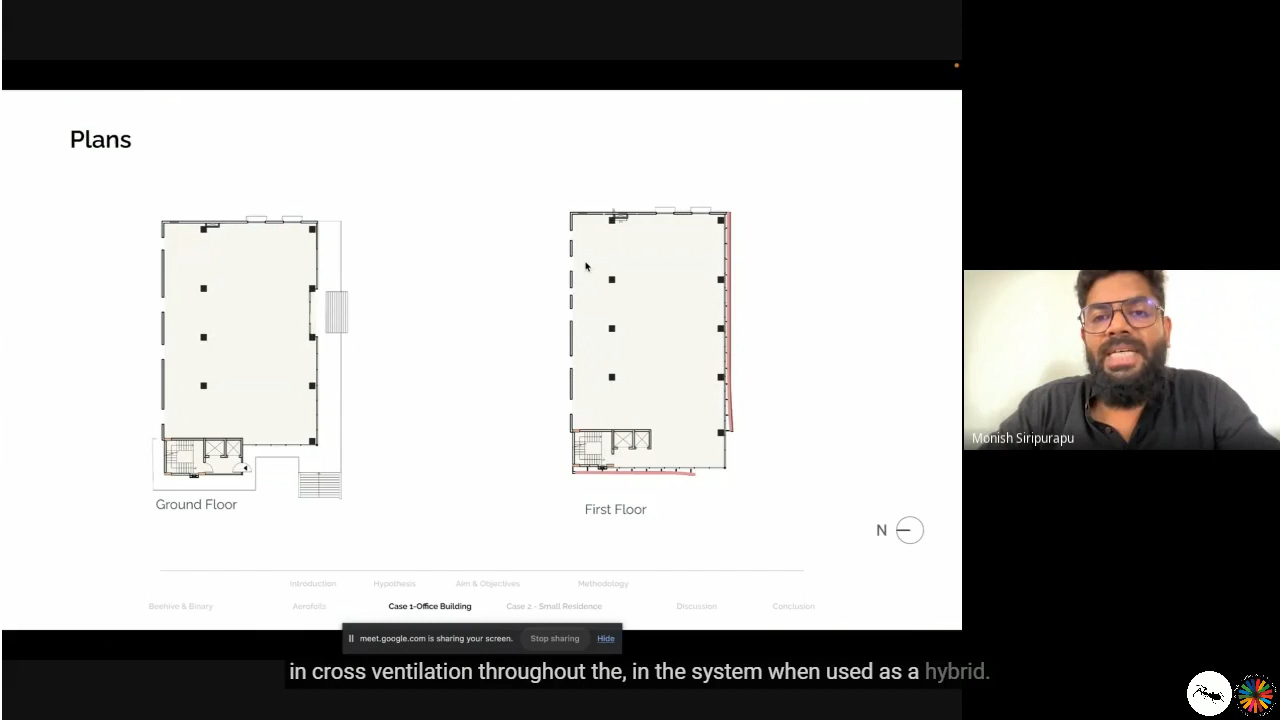 Plans
Ground Floor
First Floor
N
Introduction Hypothesis Aim & Objectives Methodology
Beehive & Binary Aerofoils Case 1-Office Building Case 2 - Small Residence Discussion Conclusion
meet.google.com is sharing your screen. Stop sharing Hide
in cross ventilation throughout the, in the system when used as a hybrid.
Monish Siripurapu